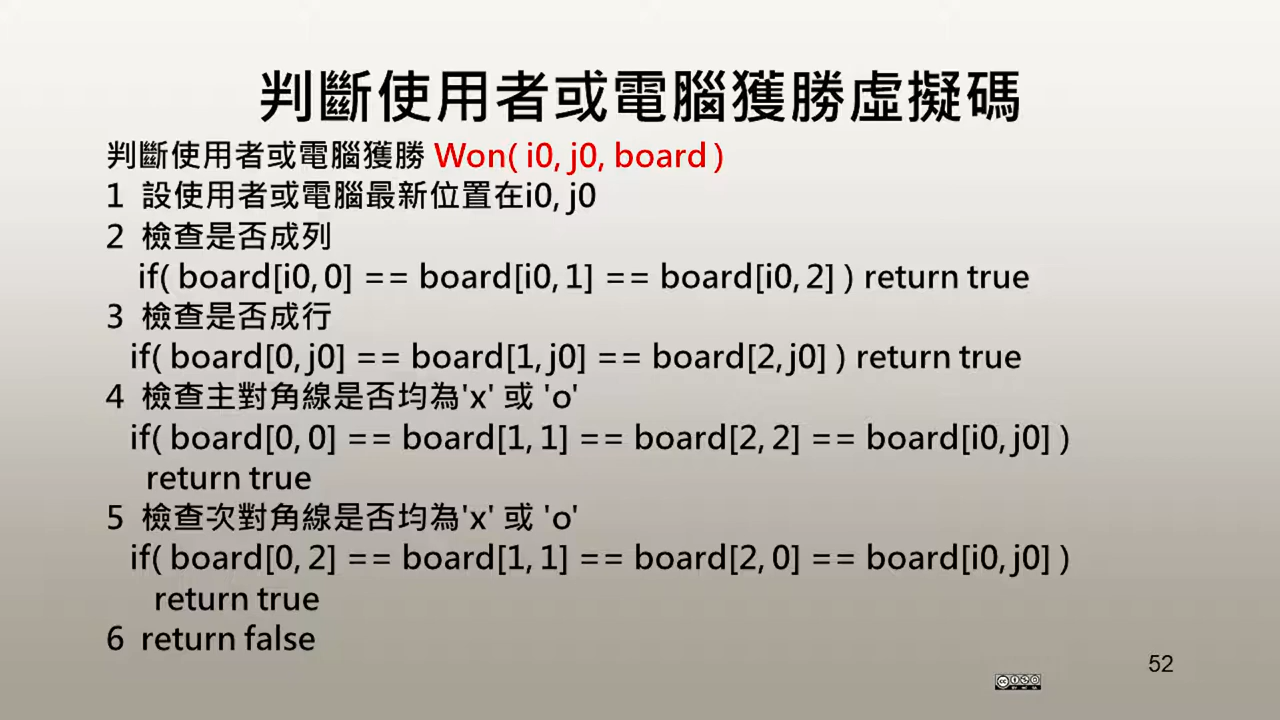 判斷使用者或電腦獲勝虛擬碼
判斷使用者或電腦獲勝 Won( i0, j0, board )
1 設使用者或電腦最新位置在i0, j0
2 檢查是否成列
if( board[i0, 0] == board[i0, 1] == board[i0, 2] ) return true
3 檢查是否成行
if( board[0, j0] == board[1, j0] == board[2, j0] ) return true
4 檢查主對角線是否均為'x' 或 'o'
if( board[0, 0] == board[1, 1] == board[2, 2] == board[i0, j0] )
return true
5 檢查次對角線是否均為'x' 或 'o'
if( board[0, 2] == board[1, 1] == board[2, 0] == board[i0, j0] )
return true
6 return false
52